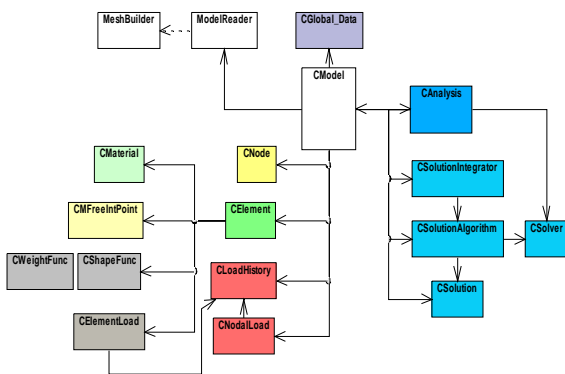 MeshBuilder
ModelReader
CGlobal_Data
CModel
CAnalysis
CMaterial
CNode
CSolutionIntegrator
CMFreeIntPoint
CElement
CSolutionAlgorithm
CSolver
CWeightFunc
CShapeFunc
CLoadHistory
CSolution
CElementLoad
CNodalLoad